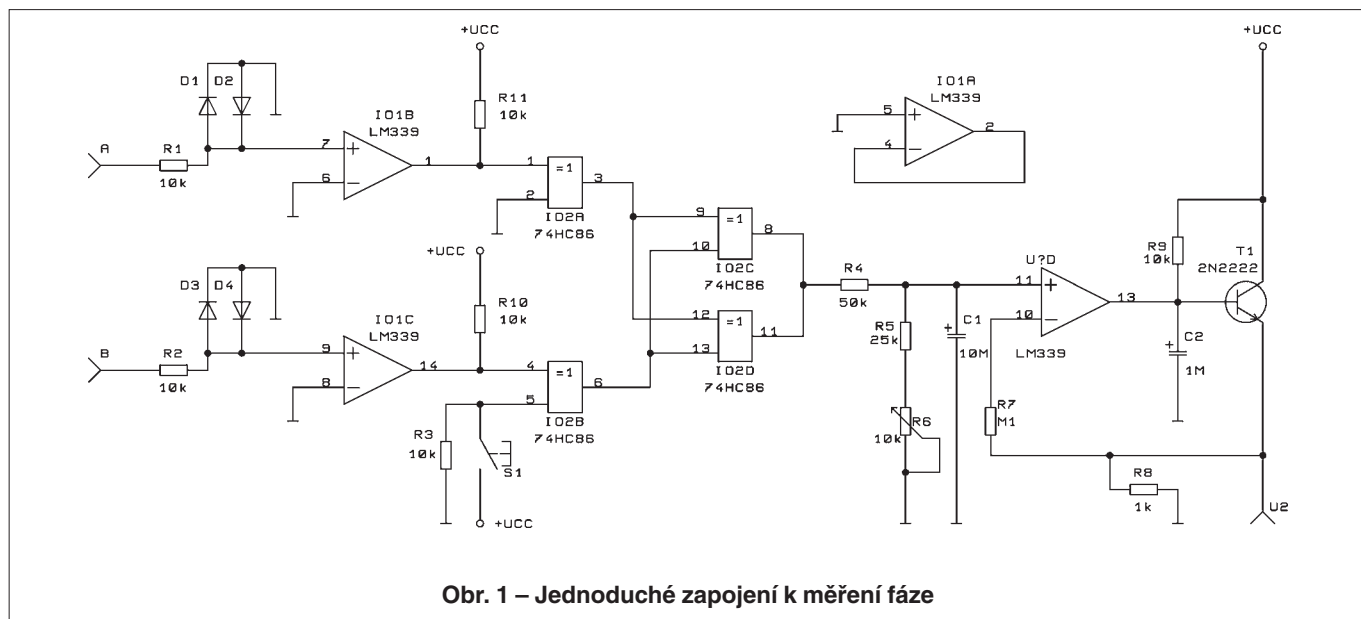 +UCC
+UCC
D1 D2
R11
10k
IO1A
LM339
5
4
2
IO1B
LM339
A
R1
10k
7
6
1
1
2
=1
3
IO2A
74HC86
9
10
=1
8
IO2C
74HC86
+UCC
D3 D4
R10
10k
IO1C
LM339
B
R2
10k
9
8
14
4
5
=1
6
IO2B
74HC86
12
13
=1
11
IO2D
74HC86
R3
10k
S1
+UCC
R4
50k
R5
25k
R6
10k
C1
10M
U?D
11
10
13
LM339
R7
M1
R9
10k
T1
2N2222
C2
1M
R8
1k
U2
Obr. 1 – Jednoduché zapojení k měření fáze